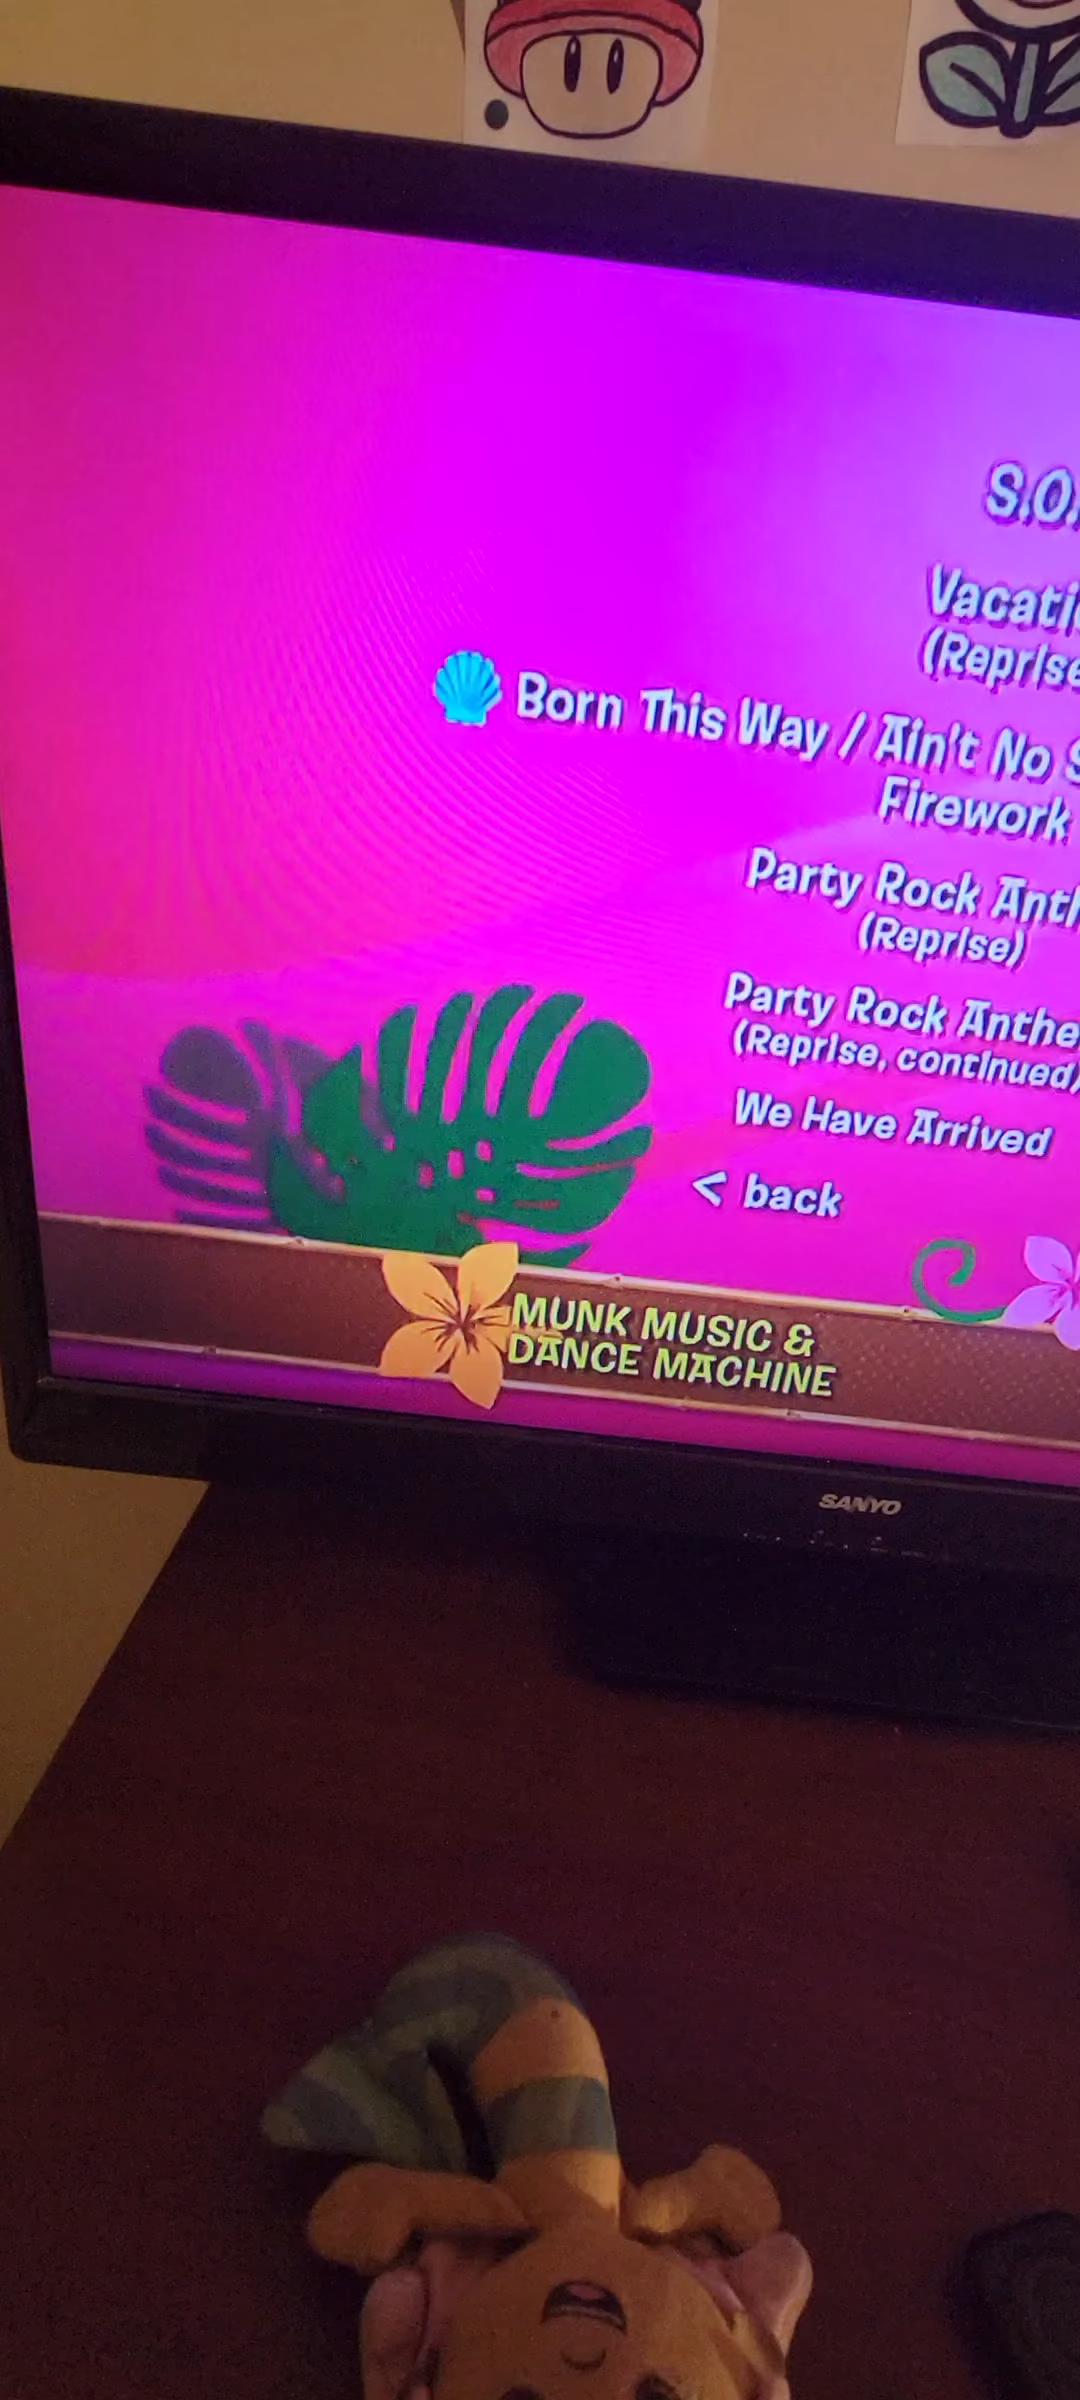 S.O.
Vacati
(Reprise
Born This Way / Ain't No S
Firework
Party Rock Anth
(Reprise)
Party Rock Anthe
(Reprise, continued)
We Have Arrived
< back
MUNK MUSIC &
DANCE MACHINE
SANYO